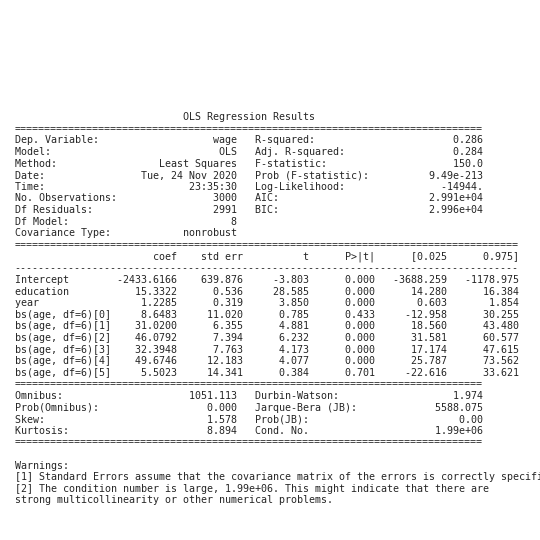 OLS Regression Results
==============================================================================
Dep. Variable:                   wage   R-squared:                       0.286
Model:                            OLS   Adj. R-squared:                  0.284
Method:                 Least Squares   F-statistic:                     150.0
Date:                Tue, 24 Nov 2020   Prob (F-statistic):          9.49e-213
Time:                        23:35:30   Log-Likelihood:                -14944.
No. Observations:                3000   AIC:                         2.991e+04
Df Residuals:                    2991   BIC:                         2.996e+04
Df Model:                           8
Covariance Type:            nonrobust
====================================================================================
                       coef    std err          t      P>|t|      [0.025      0.975]
------------------------------------------------------------------------------------
Intercept        -2433.6166    639.876     -3.803      0.000   -3688.259   -1178.975
education           15.3322      0.536     28.585      0.000      14.280      16.384
year                 1.2285      0.319      3.850      0.000       0.603       1.854
bs(age, df=6)[0]     8.6483     11.020      0.785      0.433     -12.958      30.255
bs(age, df=6)[1]    31.0200      6.355      4.881      0.000      18.560      43.480
bs(age, df=6)[2]    46.0792      7.394      6.232      0.000      31.581      60.577
bs(age, df=6)[3]    32.3948      7.763      4.173      0.000      17.174      47.615
bs(age, df=6)[4]    49.6746     12.183      4.077      0.000      25.787      73.562
bs(age, df=6)[5]     5.5023     14.341      0.384      0.701     -22.616      33.621
==============================================================================
Omnibus:                     1051.113   Durbin-Watson:                   1.974
Prob(Omnibus):                  0.000   Jarque-Bera (JB):             5588.075
Skew:                           1.578   Prob(JB):                         0.00
Kurtosis:                       8.894   Cond. No.                     1.99e+06
==============================================================================
Warnings:
[1] Standard Errors assume that the covariance matrix of the errors is correctly specifi
[2] The condition number is large, 1.99e+06. This might indicate that there are
strong multicollinearity or other numerical problems.